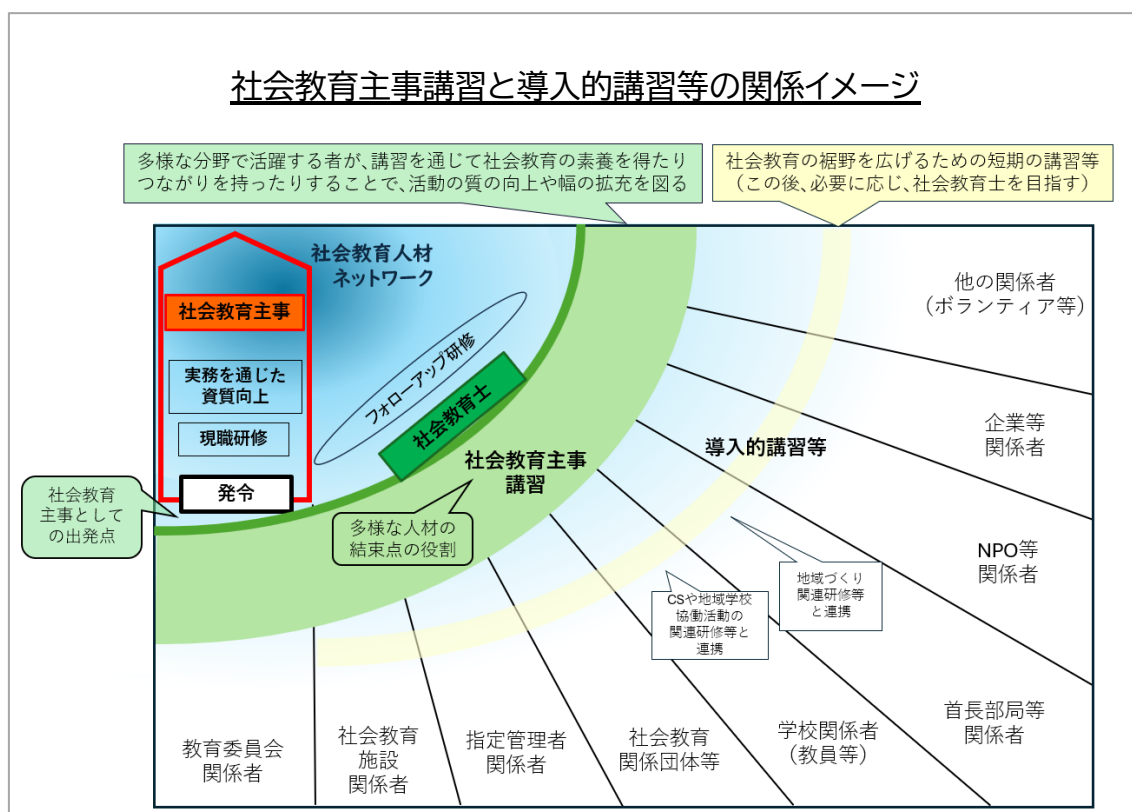 社会教育主事講習と導入的講習等の関係イメージ
多様な分野で活躍する者が、講習を通じて社会教育の素養を得たり
つながりを持ったりすることで、活動の質の向上や幅の拡充を図る
社会教育の裾野を広げるための短期の講習等
（この後、必要に応じ、社会教育士を目指す）
社会教育人材
ネットワーク
社会教育主事
実務を通じた
資質向上
現職研修
発令
社会教育
主事として
の出発点
フォローアップ研修
社会教育士
社会教育主事
講習
多様な人材の
結束点の役割
導入的講習等
CSや地域学校
協働活動の
関連研修等と
連携
地域づくり
関連研修等
と連携
他の関係者
（ボランティア等）
企業等
関係者
NPO等
関係者
首長部局等
関係者
学校関係者
（教員等）
社会教育
関係団体等
指定管理者
関係者
社会教育
施設
関係者
教育委員会
関係者